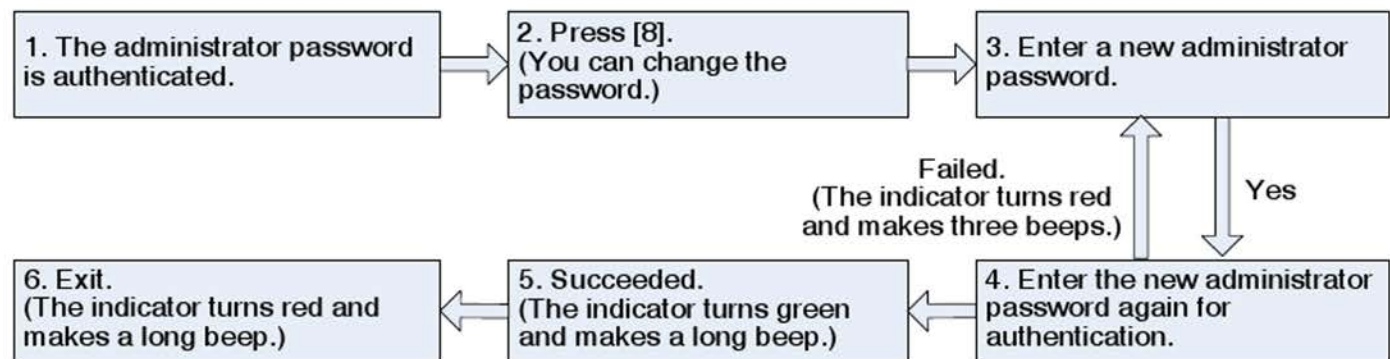 1. The administrator password
is authenticated.
2. Press [8].
(You can change the
password.)
3. Enter a new administrator
password.
Failed.
(The indicator turns red
and makes three beeps.)
Yes
4. Enter the new administrator
password again for
authentication.
5. Succeeded.
(The indicator turns green
and makes a long beep.)
6. Exit.
(The indicator turns red and
makes a long beep.)